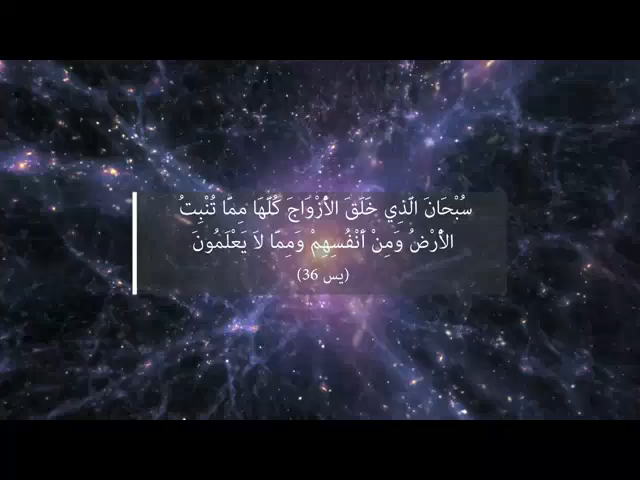 سُبْحَانَ الَّذِي خَلَقَ الأَزْوَاجَ كُلَّهَا مِمَّا تُنْبِتُ
الأَرْضُ وَمِنْ أَنْفُسِهِمْ وَمِمَّا لاَ يَعْلَمُونَ
(يس 36)